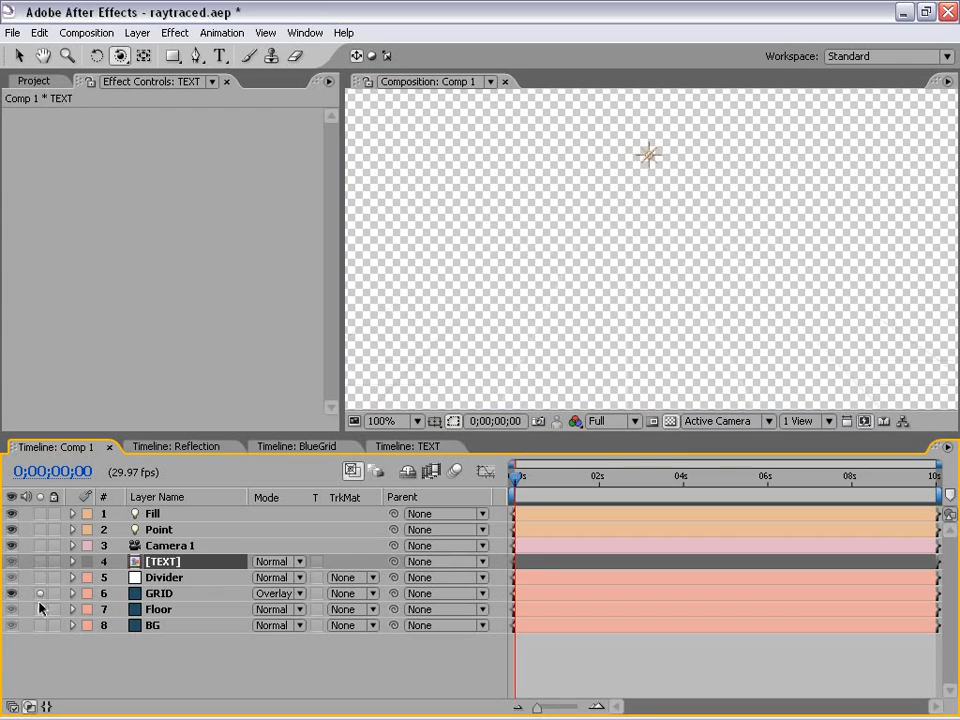 Adobe After Effects - raytraced.aep *
File Edit Composition Layer Effect Animation View Window Help
T Workspace: Standard
Project Effect Controls: TEXT Composition: Comp 1
Comp 1 * TEXT
100% 0;00;00;00 Full Active Camera 1 View
Timeline: Comp 1 Timeline: Reflection Timeline: BlueGrid Timeline: TEXT
0;00;00;00 (29.97 fps) 02s 04s 06s 08s 10s
# Layer Name Mode T TrkMat Parent
1 Fill None
2 Point None
3 Camera 1 None
4 [TEXT] Normal None
5 Divider Normal None None
6 GRID Overlay None None
7 Floor Normal None None
8 BG Normal None None